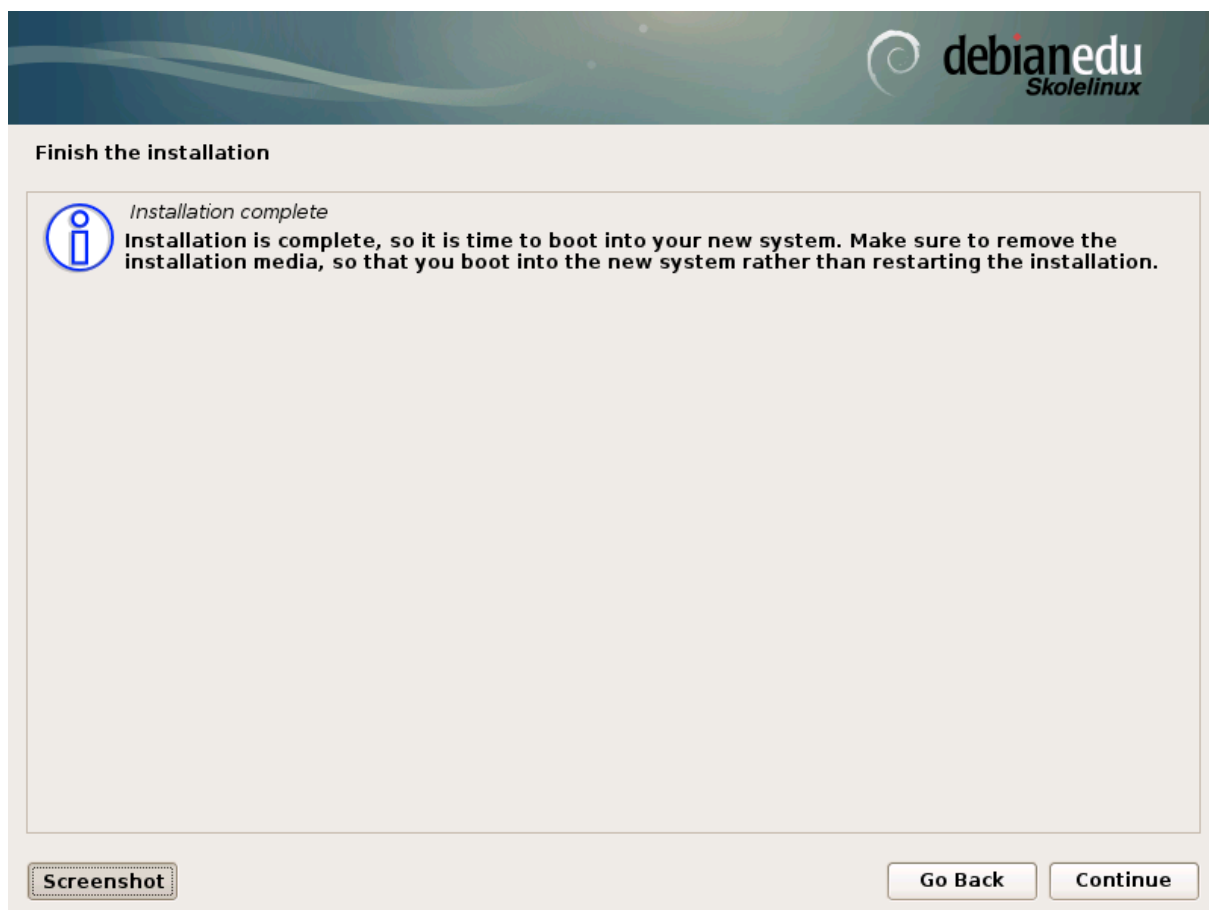 debianedu
Skolelinux
Finish the installation
Installation complete
Installation is complete, so it is time to boot into your new system. Make sure to remove the
installation media, so that you boot into the new system rather than restarting the installation.
Screenshot
Go Back
Continue